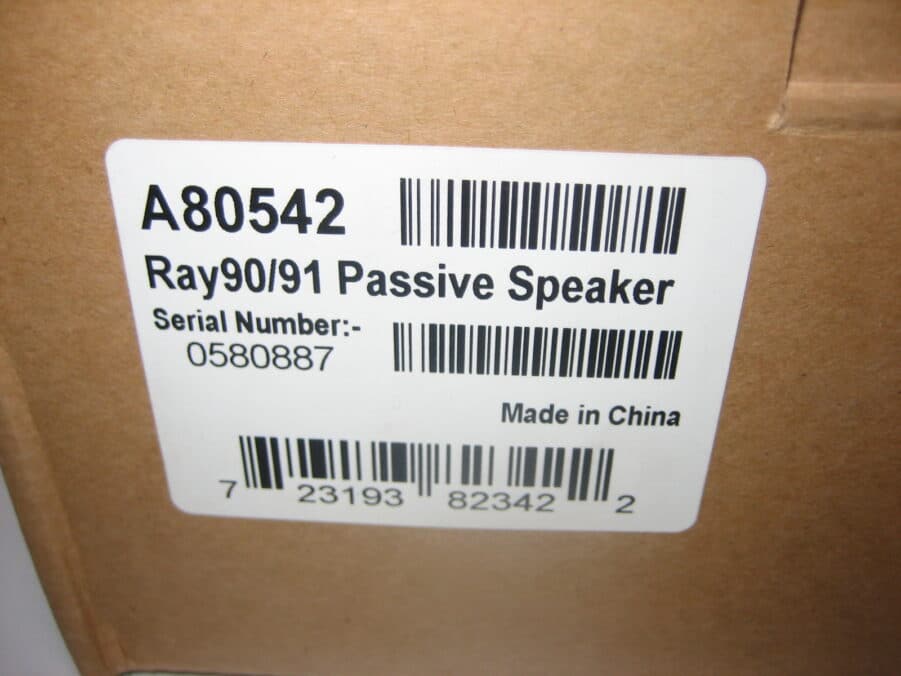 A80542
Ray90/91 Passive Speaker
Serial Number:-
0580887
Made in China
7 23193 82342 2